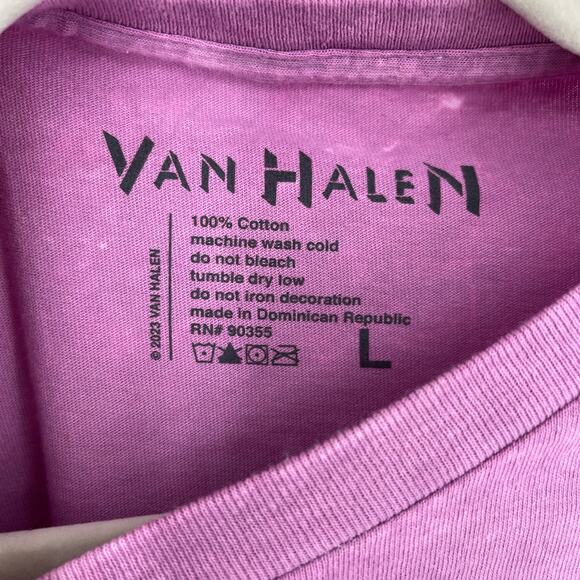 VAN HALEN
100% Cotton
machine wash cold
do not bleach
tumble dry low
do not iron decoration
made in Dominican Republic
RN# 90355
L
© 2023 VAN HALEN